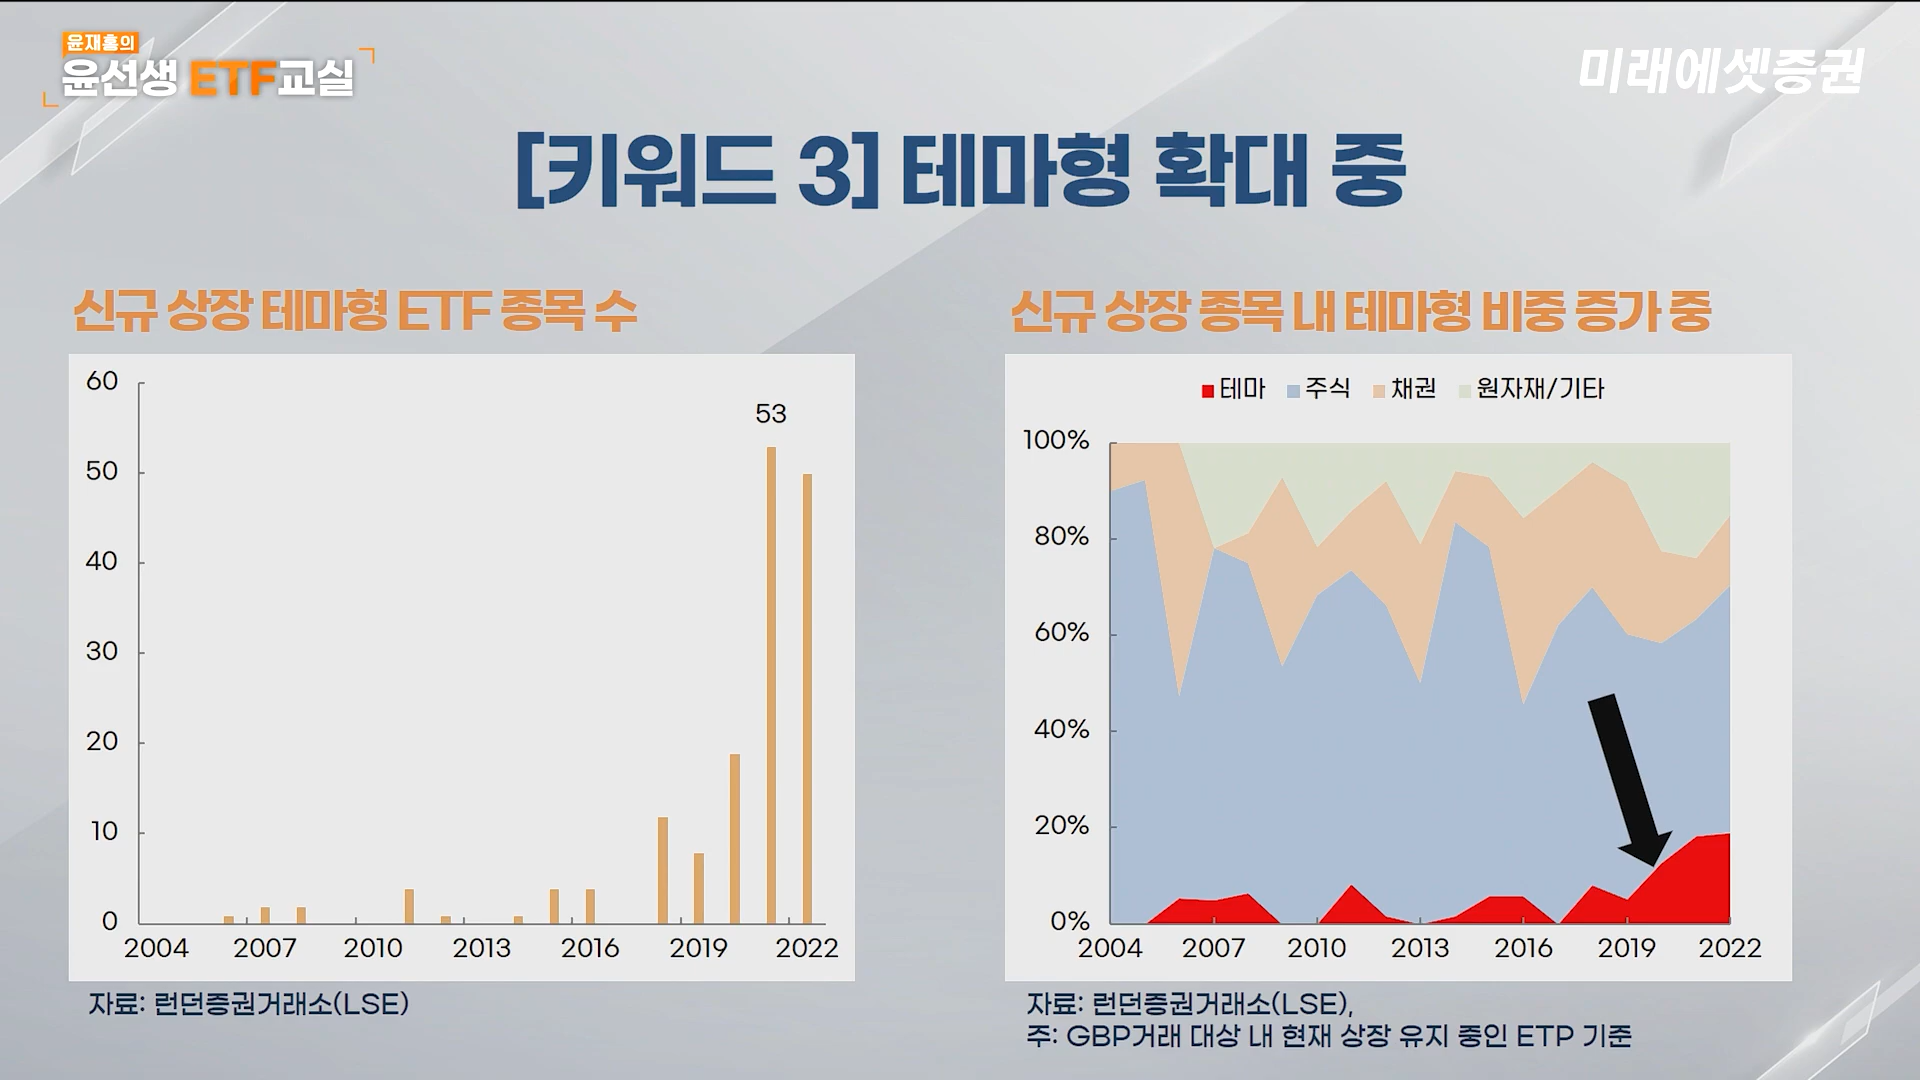 윤재홍의
윤선생 ETF교실
미래에셋증권
[키워드 3] 테마형 확대 중
신규 상장 테마형 ETF 종목 수
60
50
40
30
20
10
0
53
2004 2007 2010 2013 2016 2019 2022
자료: 런던증권거래소(LSE)
신규 상장 종목 내 테마형 비중 증가 중
테마 주식 채권 원자재/기타
100%
80%
60%
40%
20%
0%
2004 2007 2010 2013 2016 2019 2022
자료: 런던증권거래소(LSE),
주: GBP거래 대상 내 현재 상장 유지 중인 ETP 기준